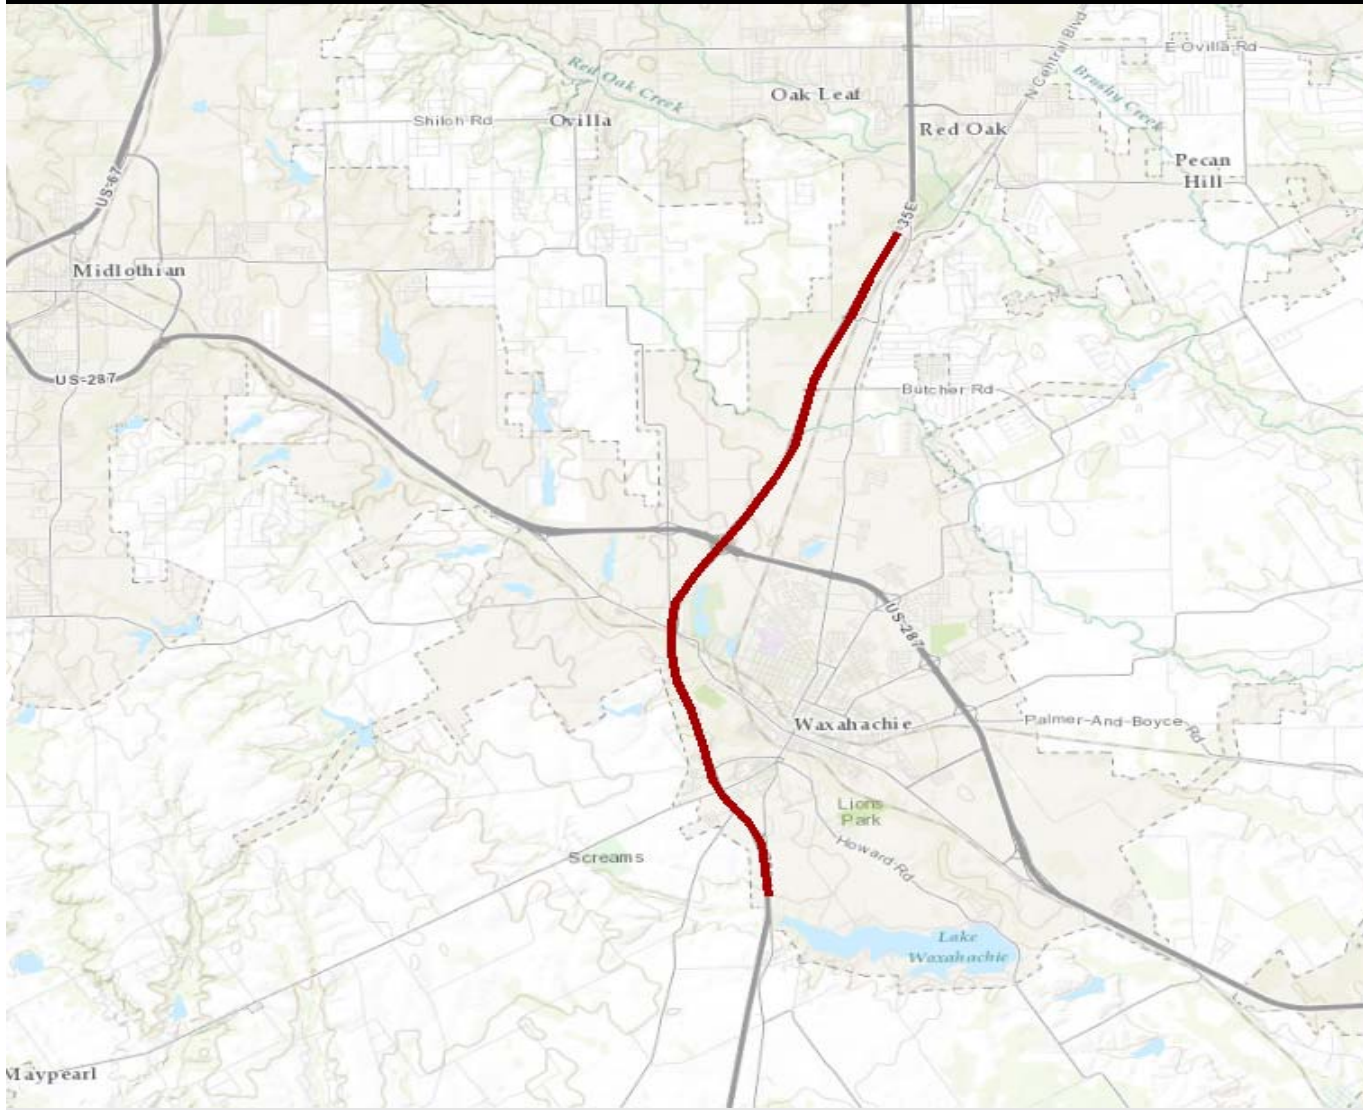 E Ovilla Rd
N Central Blvd
Red Oak Creek
Brushy Creek
Oak Leaf
Shiloh Rd
Ovilla
Red Oak
Pecan
Hill
US-67
35E
Midlothian
US-287
Butcher Rd
US-287
Waxahachie
Palmer-And-Boyce Rd
Lions
Park
Howard Rd
Screams
Lake
Waxahachie
Maypearl